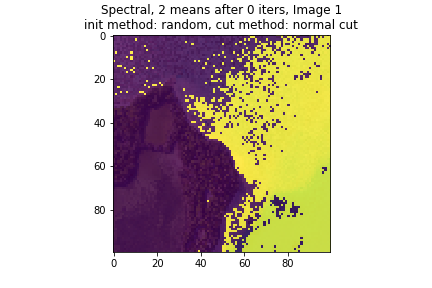 Spectral, 2 means after 0 iters, Image 1
init method: random, cut method: normal cut
0
20
40
60
80
0 20 40 60 80